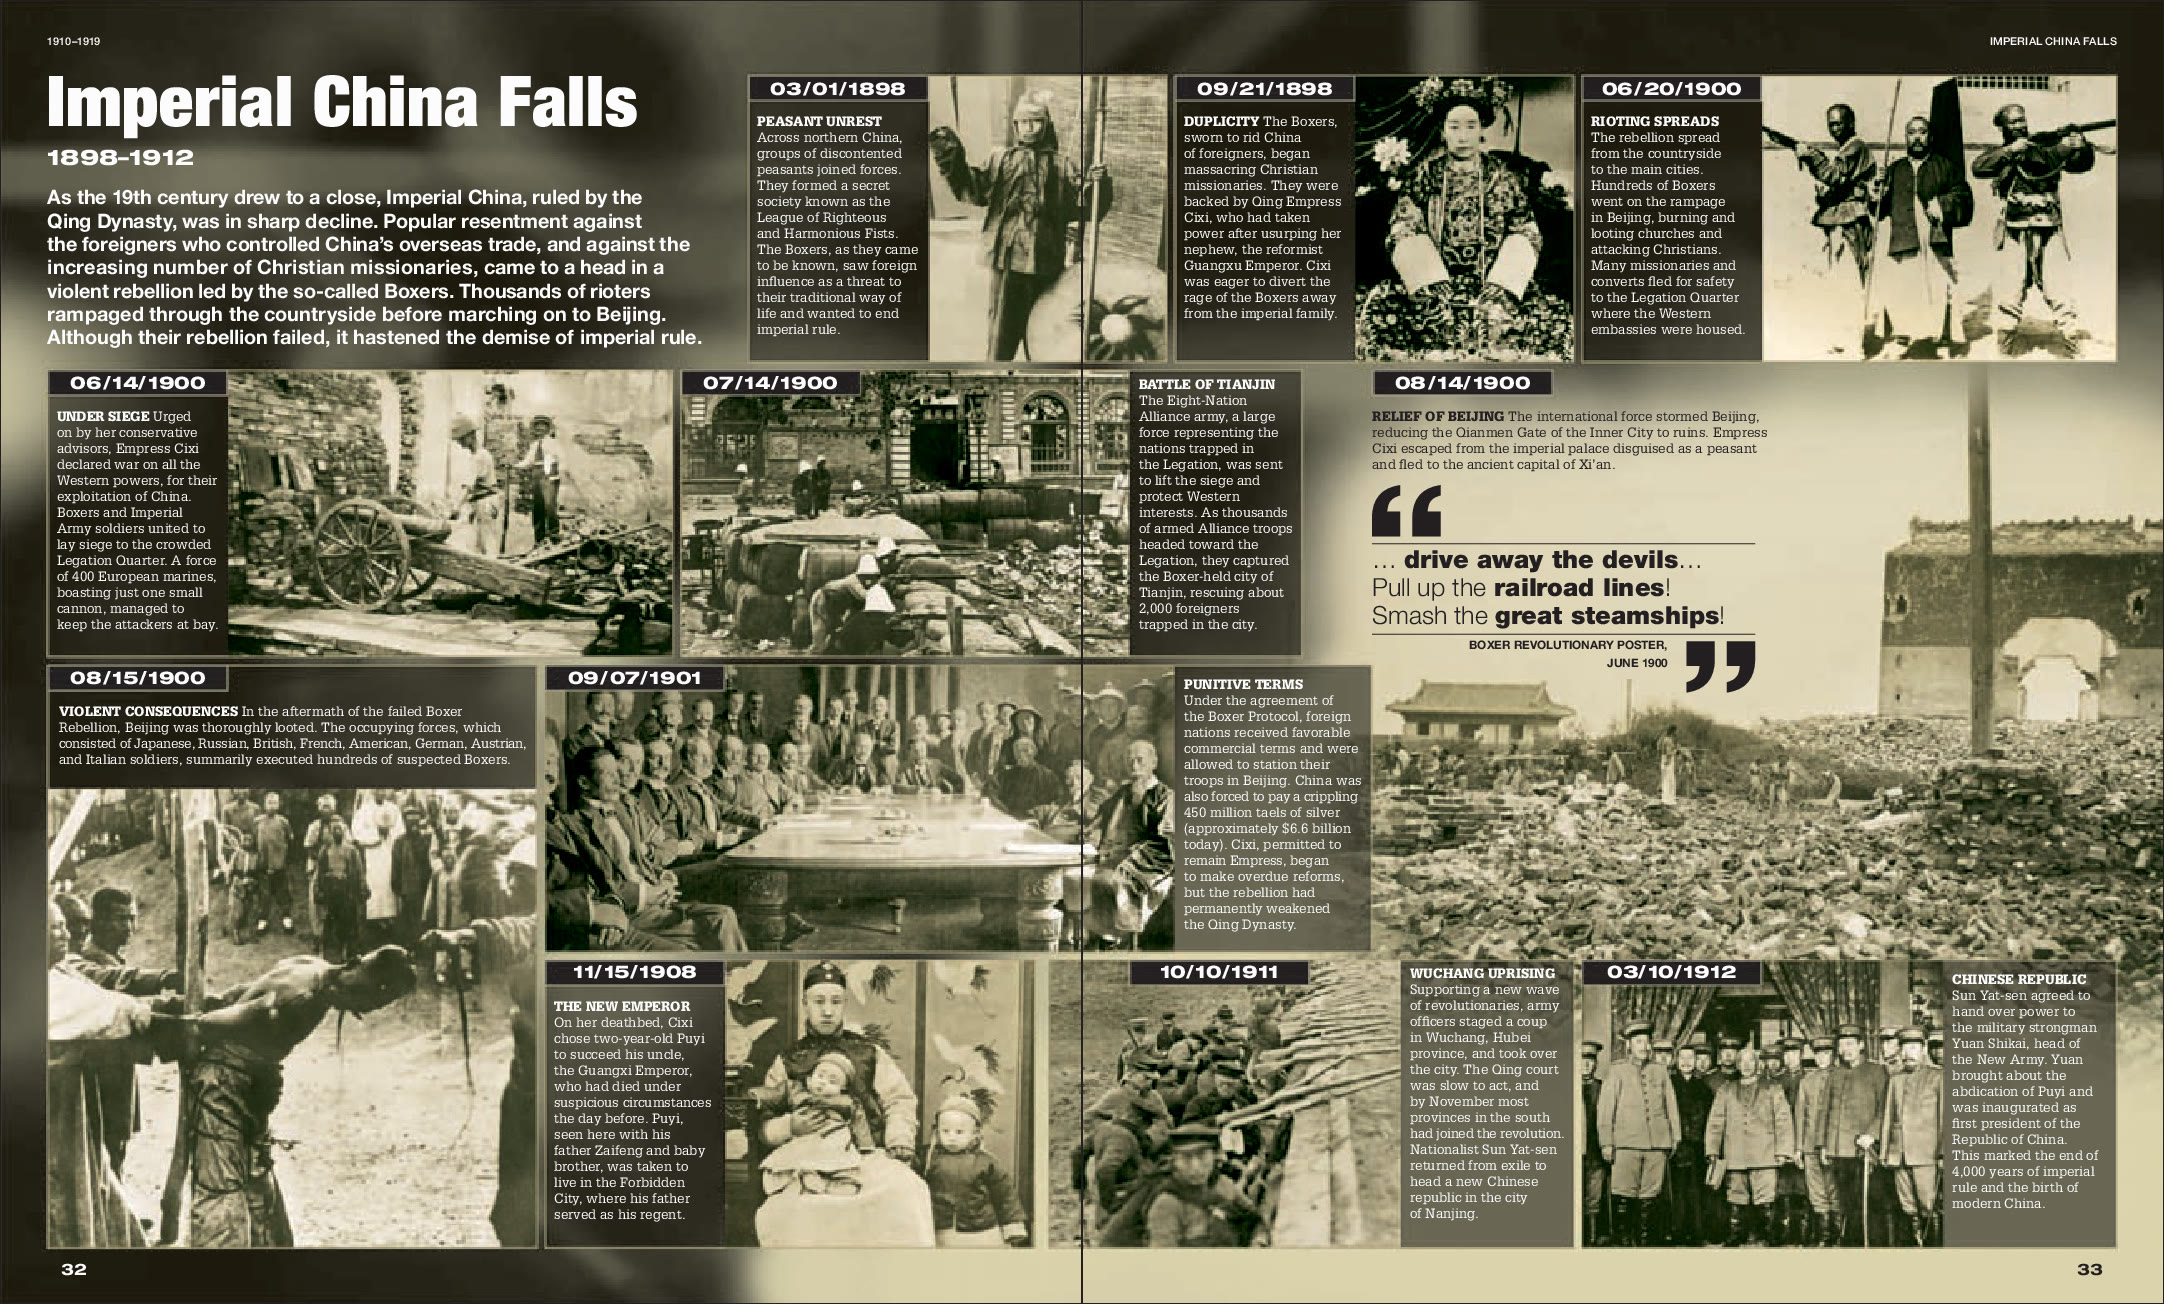 1910–1919
IMPERIAL CHINA FALLS
Imperial China Falls
1898–1912
As the 19th century drew to a close, Imperial China, ruled by the
Qing Dynasty, was in sharp decline. Popular resentment against
the foreigners who controlled China's overseas trade, and against the
increasing number of Christian missionaries, came to a head in a
violent rebellion led by the so-called Boxers. Thousands of rioters
rampaged through the countryside before marching on to Beijing.
Although their rebellion failed, it hastened the demise of imperial rule.
03/01/1898
PEASANT UNREST
Across northern China,
groups of discontented
peasants joined forces.
They formed a secret
society known as the
League of Righteous
and Harmonious Fists.
The Boxers, as they came
to be known, saw foreign
influence as a threat to
their traditional way of
life and wanted to end
imperial rule.
09/21/1898
DUPLICITY The Boxers,
sworn to rid China
of foreigners, began
massacring Christian
missionaries. They were
backed by Qing Empress
Cixi, who had taken
power after usurping her
nephew, the reformist
Guangxu Emperor. Cixi
was eager to divert the
rage of the Boxers away
from the imperial family.
06/20/1900
RIOTING SPREADS
The rebellion spread
from the countryside
to the main cities.
Hundreds of Boxers
went on the rampage
in Beijing, burning and
looting churches and
attacking Christians.
Many missionaries and
converts fled for safety
to the Legation Quarter
where the Western
embassies were housed.
06/14/1900
UNDER SIEGE Urged
on by her conservative
advisors, Empress Cixi
declared war on all the
Western powers, for their
exploitation of China.
Boxers and Imperial
Army soldiers united to
lay siege to the crowded
Legation Quarter. A force
of 400 European marines,
boasting just one small
cannon, managed to
keep the attackers at bay.
07/14/1900
BATTLE OF TIANJIN
The Eight-Nation
Alliance army, a large
force representing the
nations trapped in
the Legation, was sent
to lift the siege and
protect Western
interests. As thousands
of armed Alliance troops
headed toward the
Legation, they captured
the Boxer-held city of
Tianjin, rescuing about
2,000 foreigners
trapped in the city.
08/14/1900
RELIEF OF BEIJING The international force stormed Beijing,
reducing the Qianmen Gate of the Inner City to ruins. Empress
Cixi escaped from the imperial palace disguised as a peasant
and fled to the ancient capital of Xi'an.
“
… drive away the devils…
Pull up the railroad lines!
Smash the great steamships!
BOXER REVOLUTIONARY POSTER,
JUNE 1900
”
08/15/1900
VIOLENT CONSEQUENCES In the aftermath of the failed Boxer
Rebellion, Beijing was thoroughly looted. The occupying forces, which
consisted of Japanese, Russian, British, French, American, German, Austrian,
and Italian soldiers, summarily executed hundreds of suspected Boxers.
09/07/1901
PUNITIVE TERMS
Under the agreement of
the Boxer Protocol, foreign
nations received favorable
commercial terms and were
allowed to station their
troops in Beijing. China was
also forced to pay a crippling
450 million taels of silver
(approximately $6.6 billion
today). Cixi, permitted to
remain Empress, began
to make overdue reforms,
but the rebellion had
permanently weakened
the Qing Dynasty.
11/15/1908
THE NEW EMPEROR
On her deathbed, Cixi
chose two-year-old Puyi
to succeed his uncle,
the Guangxi Emperor,
who had died under
suspicious circumstances
the day before. Puyi,
seen here with his
father Zaifeng and baby
brother, was taken to
live in the Forbidden
City, where his father
served as his regent.
10/10/1911
WUCHANG UPRISING
Supporting a new wave
of revolutionaries, army
officers staged a coup
in Wuchang, Hubei
province, and took over
the city. The Qing court
was slow to act, and
by November most
provinces in the south
had joined the revolution.
Nationalist Sun Yat-sen
returned from exile to
head a new Chinese
republic in the city
of Nanjing.
03/10/1912
CHINESE REPUBLIC
Sun Yat-sen agreed to
hand over power to
the military strongman
Yuan Shikai, head of
the New Army. Yuan
brought about the
abdication of Puyi and
was inaugurated as
first president of the
Republic of China.
This marked the end of
4,000 years of imperial
rule and the birth of
modern China.
32
33